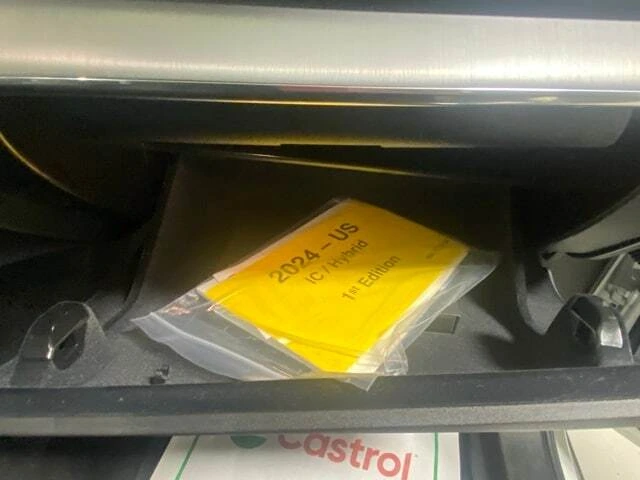 2024 - US
IC / Hybrid
1st Edition
Castrol